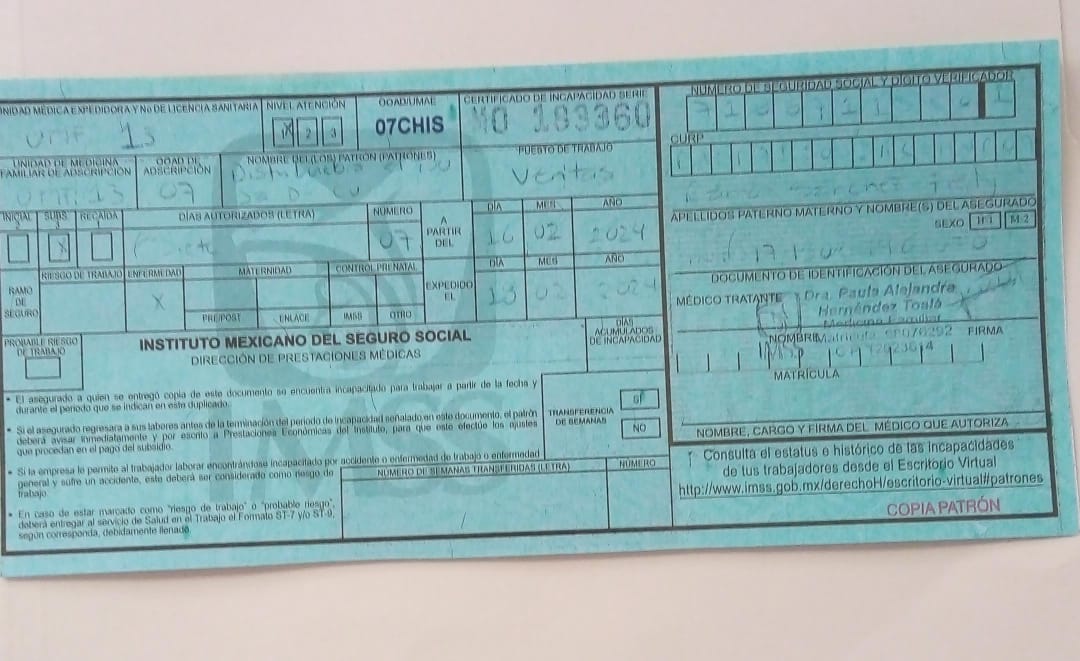 UNIDAD MÉDICA EXPEDIDORA Y No DE LICENCIA SANITARIA
UMF 13
NIVEL ATENCIÓN
1 2 3
OOAD/UMAE
07CHIS
CERTIFICADO DE INCAPACIDAD SERIE
MO 183360
NÚMERO DE SEGURIDAD SOCIAL Y DÍGITO VERIFICADOR
CURP
UNIDAD DE MEDICINA FAMILIAR DE ADSCRIPCIÓN
UMF 13
OOAD DE ADSCRIPCIÓN
07
NOMBRE DEL(LOS) PATRÓN (PATRONES)
PUESTO DE TRABAJO
Ventas
APELLIDOS PATERNO MATERNO Y NOMBRE(S) DEL ASEGURADO
SEXO F-1 M-2
INICIAL SUBS RECAÍDA
X
DÍAS AUTORIZADOS (LETRA)
NÚMERO
07
A PARTIR DEL
DÍA MES AÑO
16 02 2024
RAMO DE SEGURO
RIESGO DE TRABAJO
ENFERMEDAD
X
MATERNIDAD
PRE/POST
ENLACE
CONTROL PRENATAL
IMSS
OTRO
EXPEDIDO EL
DÍA MES AÑO
02 2024
DOCUMENTO DE IDENTIFICACIÓN DEL ASEGURADO
MÉDICO TRATANTE
Dra. Paula Alejandra
Hernández Toalá
Medicina Familiar
NOMBRE
FIRMA
MATRÍCULA
PROBABLE RIESGO DE TRABAJO
INSTITUTO MEXICANO DEL SEGURO SOCIAL
DIRECCIÓN DE PRESTACIONES MÉDICAS
DÍAS ACUMULADOS DE INCAPACIDAD
• El asegurado a quien se entregó copia de este documento se encuentra incapacitado para trabajar a partir de la fecha y
durante el periodo que se indican en este duplicado.
• Si el asegurado regresara a sus labores antes de la terminación del periodo de incapacidad señalado en este documento, el patrón
deberá avisar inmediatamente y por escrito a Prestaciones Económicas del Instituto, para que este efectúe los ajustes
que procedan en el pago del subsidio.
• Si la empresa le permite al trabajador laborar encontrándose incapacitado por accidente o enfermedad de trabajo o enfermedad
general y sufre un accidente, este deberá ser considerado como riesgo de
trabajo.
• En caso de estar marcado como "riesgo de trabajo" o "probable riesgo",
deberá entregar al servicio de Salud en el Trabajo el Formato ST-7 y/o ST-9,
según corresponda, debidamente llenado.
TRANSFERENCIA DE SEMANAS
SI
NO
NÚMERO DE SEMANAS TRANSFERIDAS (LETRA)
NÚMERO
IMSS
NOMBRE, CARGO Y FIRMA DEL MÉDICO QUE AUTORIZA
Consulta el estatus e histórico de las incapacidades
de tus trabajadores desde el Escritorio Virtual
http://www.imss.gob.mx/derechoH/escritorio-virtual#patrones
COPIA PATRÓN